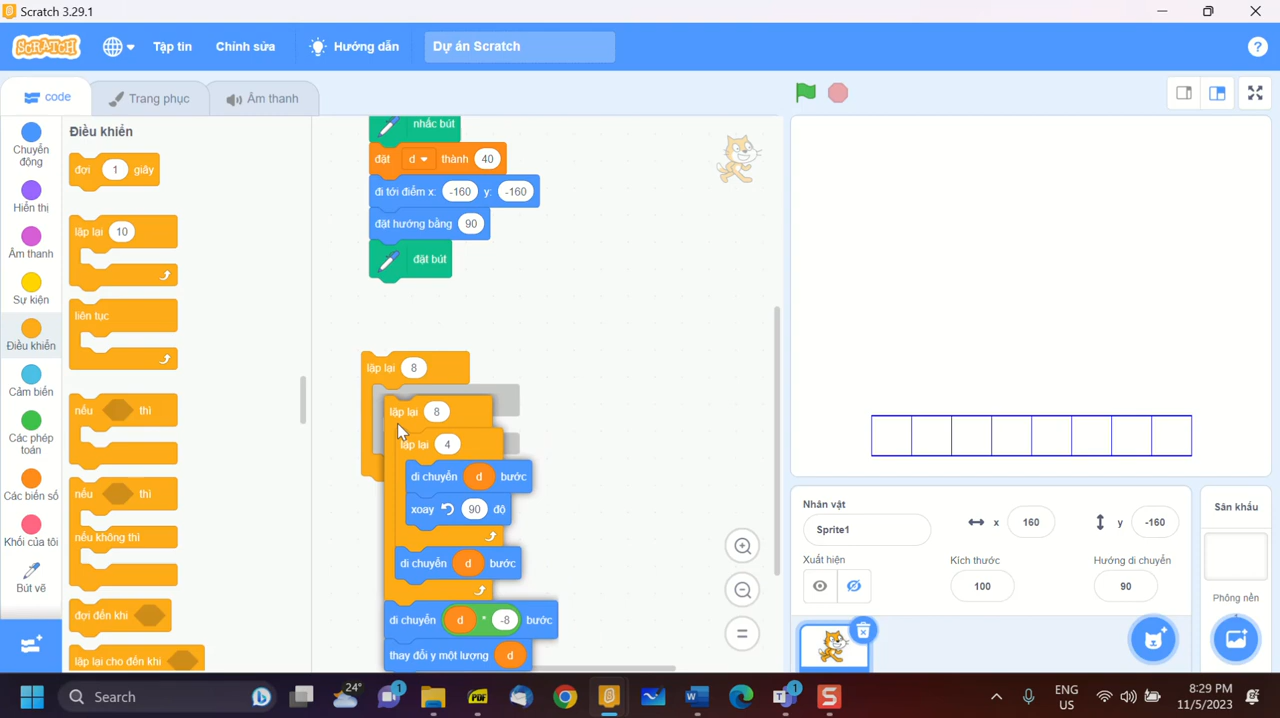 Scratch 3.29.1
SCRATCH
Tập tin
Chỉnh sửa
Hướng dẫn
Dự án Scratch
?
code
Trang phục
Âm thanh
Chuyển động
Hiển thị
Âm thanh
Sự kiện
Điều khiển
Cảm biến
Các phép toán
Các biến số
Khối của tôi
Bút vẽ
Điều khiển
đợi 1 giây
lặp lại 10
liên tục
nếu thì
nếu thì
nếu không thì
đợi đến khi
lặp lại cho đến khi
nhấc bút
đặt d thành 40
đi tới điểm x: -160 y: -160
đặt hướng bằng 90
đặt bút
lặp lại 8
lặp lại 8
lặp lại 4
di chuyển d bước
xoay 90 độ
di chuyển d bước
di chuyển d * -8 bước
thay đổi y một lượng d
Nhân vật
Sprite1
x 160
y -160
Xuất hiện
Kích thước
100
Hướng di chuyển
90
Sprite1
Sân khấu
Phông nền
Search
24°
1
PDF
1
ENG
US
8:29 PM
11/5/2023